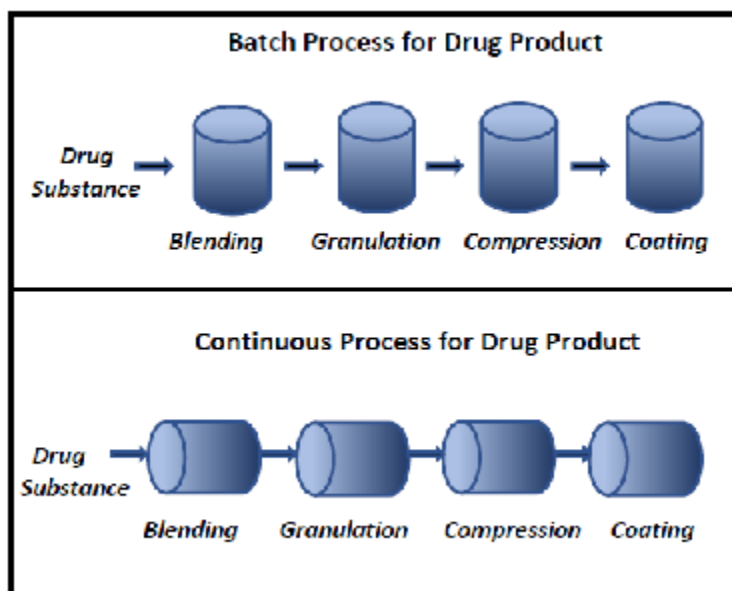 Batch Process for Drug Product
Drug
Substance
Blending Granulation Compression Coating
Continuous Process for Drug Product
Drug
Substance
Blending Granulation Compression Coating